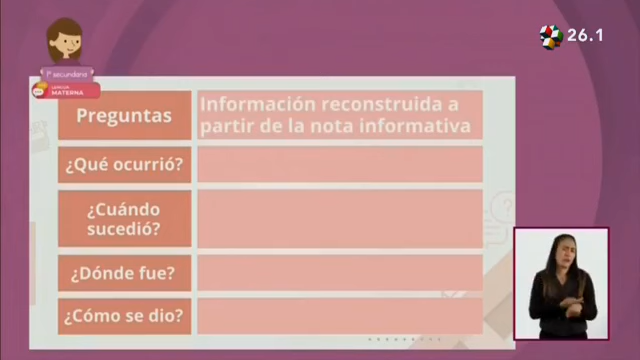 26.1
1° secundaria
LENGUA
MATERNA
Preguntas
Información reconstruida a
partir de la nota informativa
¿Qué ocurrió?
¿Cuándo
sucedió?
¿Dónde fue?
¿Cómo se dio?